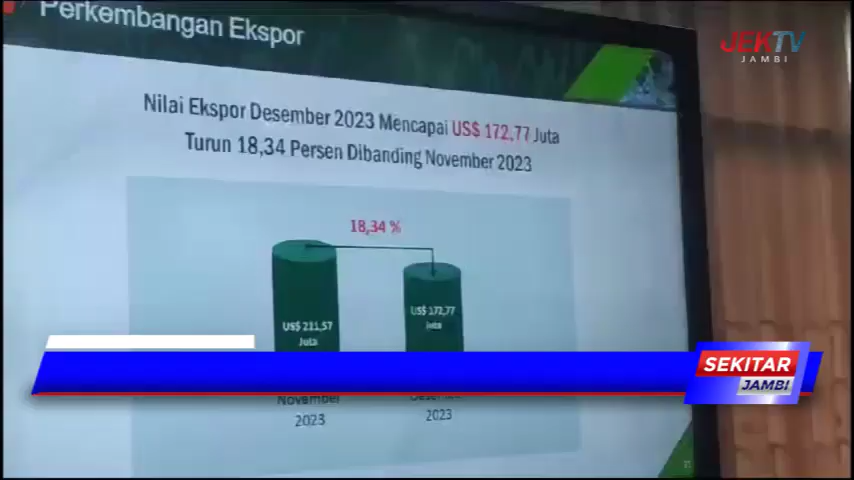 Perkembangan Ekspor
JEKTV
JAMBI
Nilai Ekspor Desember 2023 Mencapai US$ 172,77 Juta
Turun 18,34 Persen Dibanding November 2023
18,34 %
US$ 211,57
Juta
US$ 172,77
Juta
SEKITAR
JAMBI
November
2023
2023
21